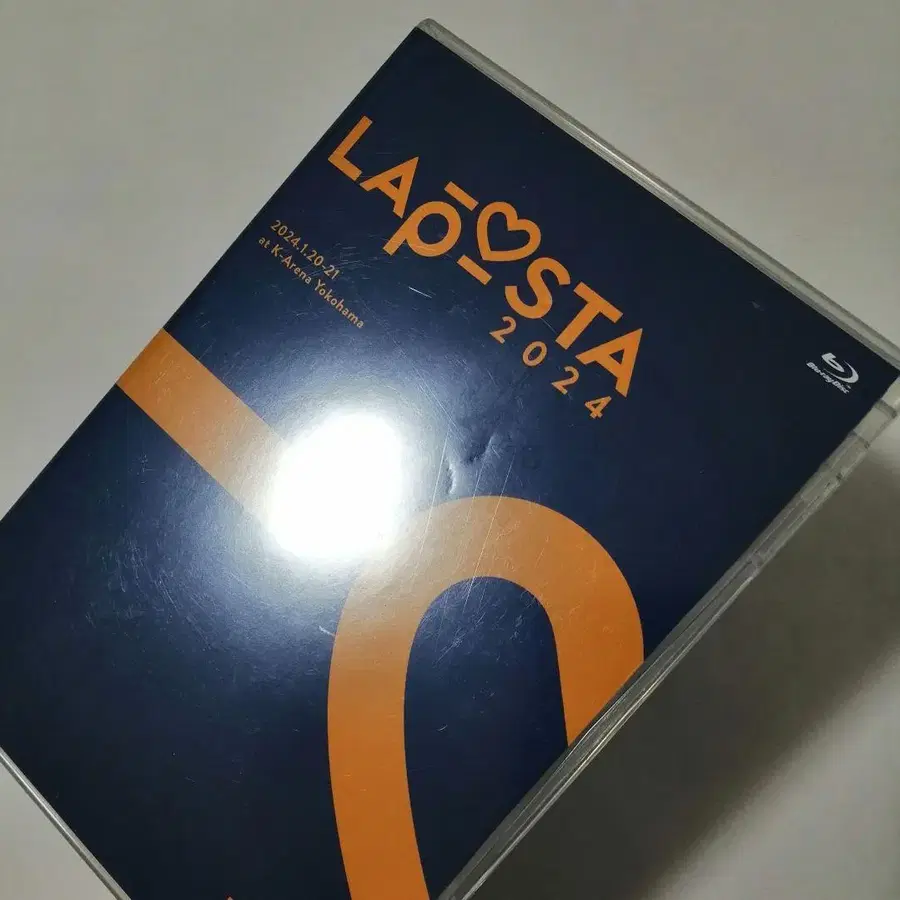 LAPOSTA
2024
2024.1.20-21
at K-Arena Yokohama
Blu-ray Disc